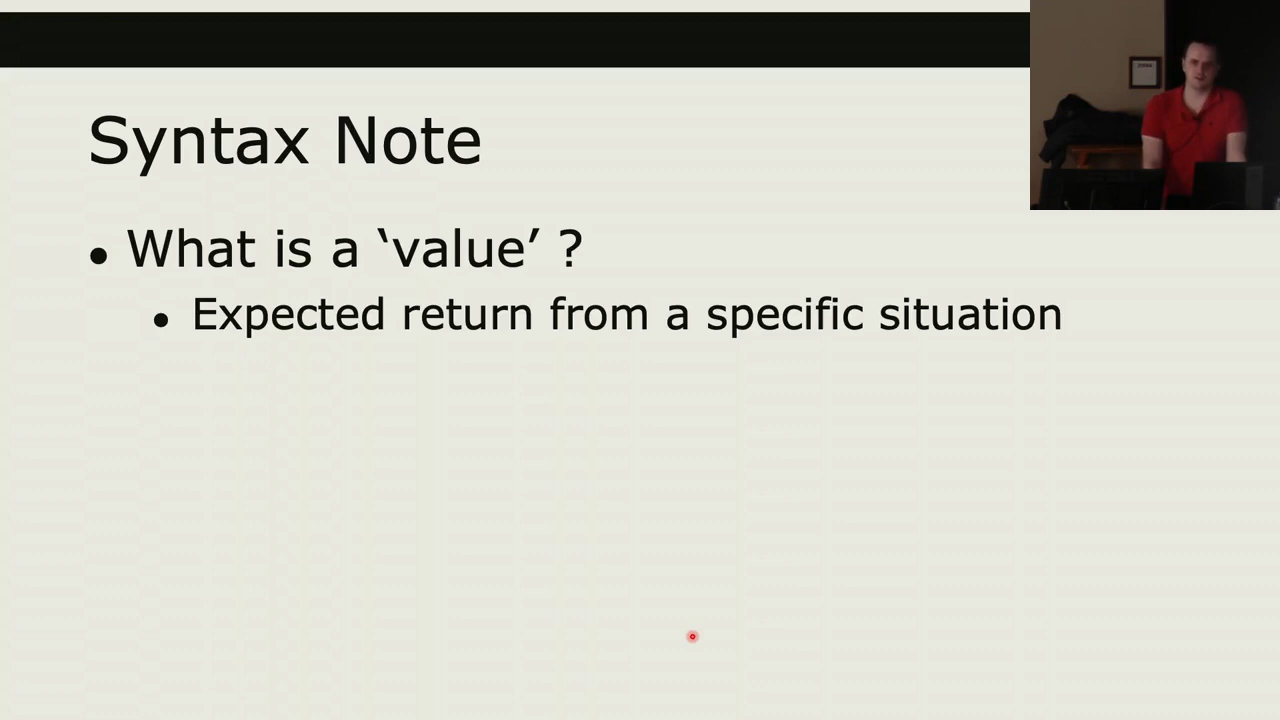 Syntax Note
• What is a ‘value’ ?
• Expected return from a specific situation